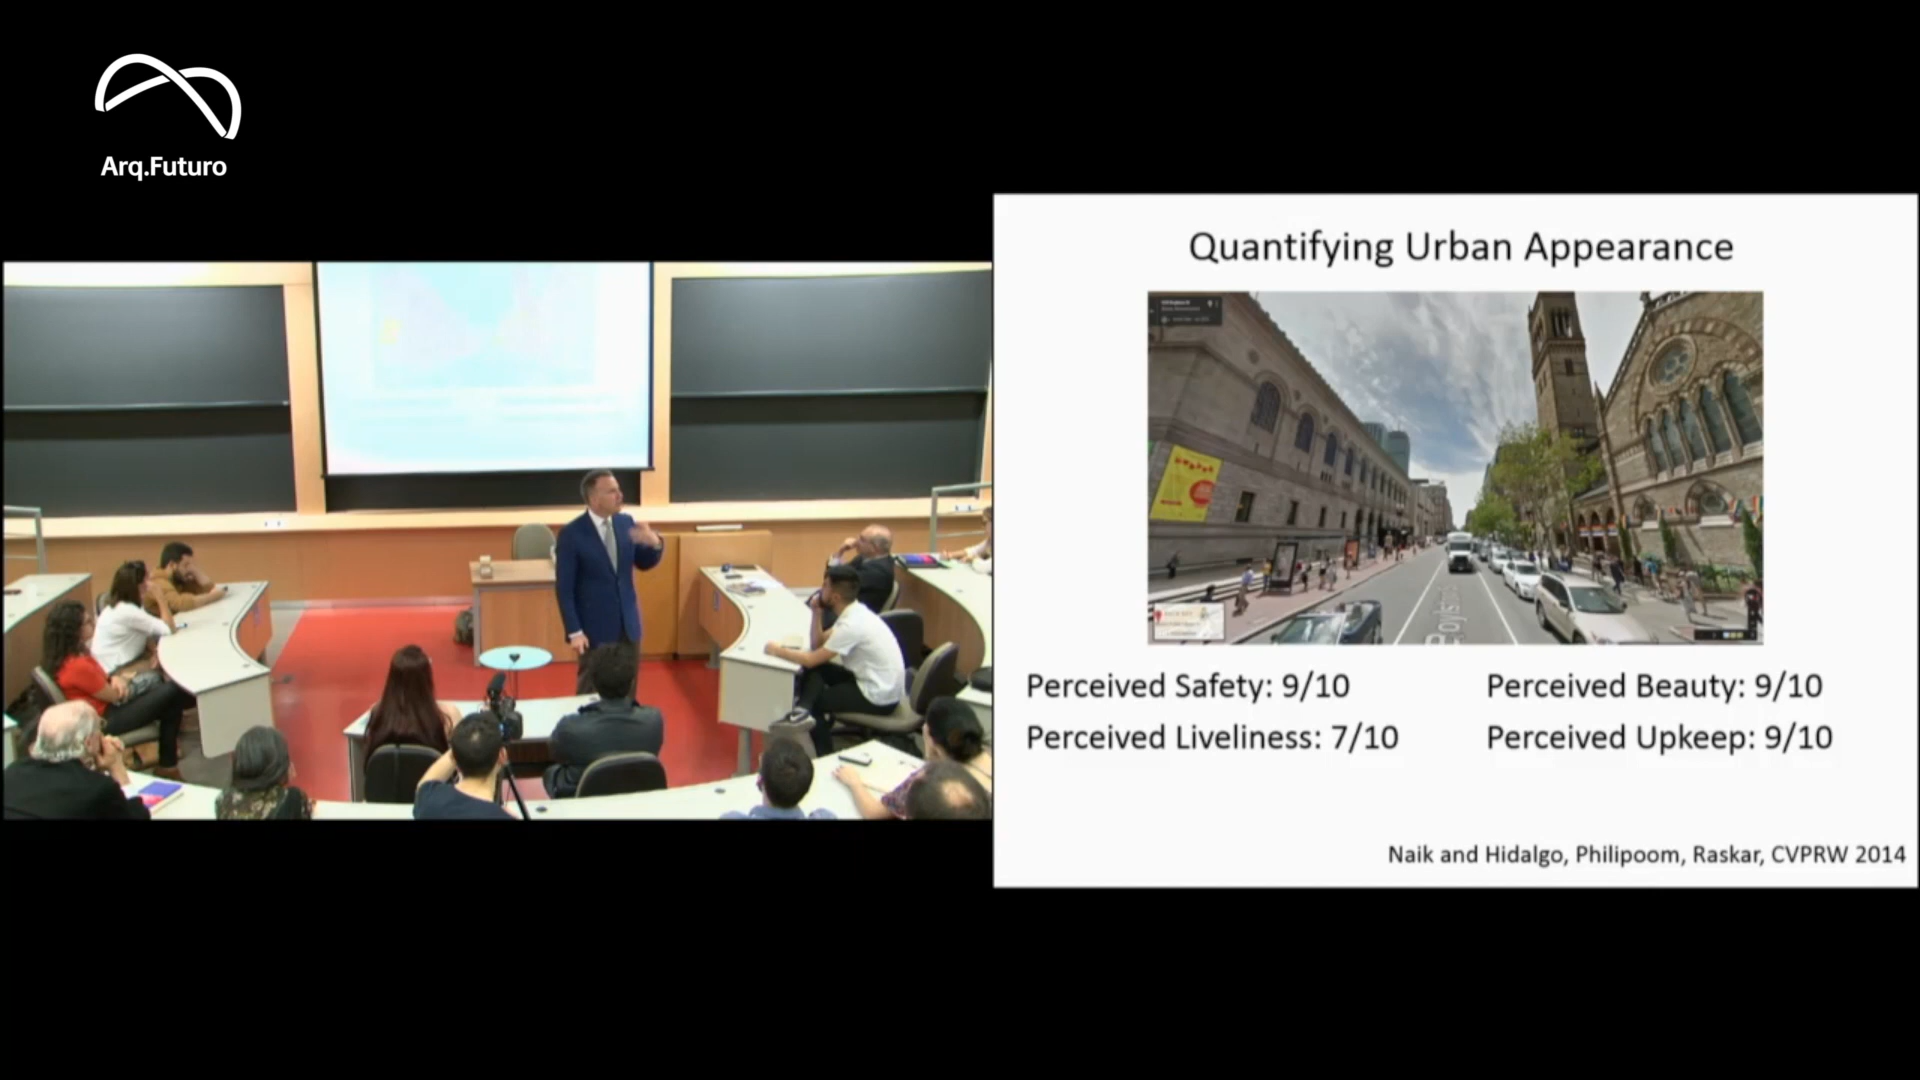 Arq.Futuro
Quantifying Urban Appearance
Perceived Safety: 9/10
Perceived Beauty: 9/10
Perceived Liveliness: 7/10
Perceived Upkeep: 9/10
Naik and Hidalgo, Philipoom, Raskar, CVPRW 2014